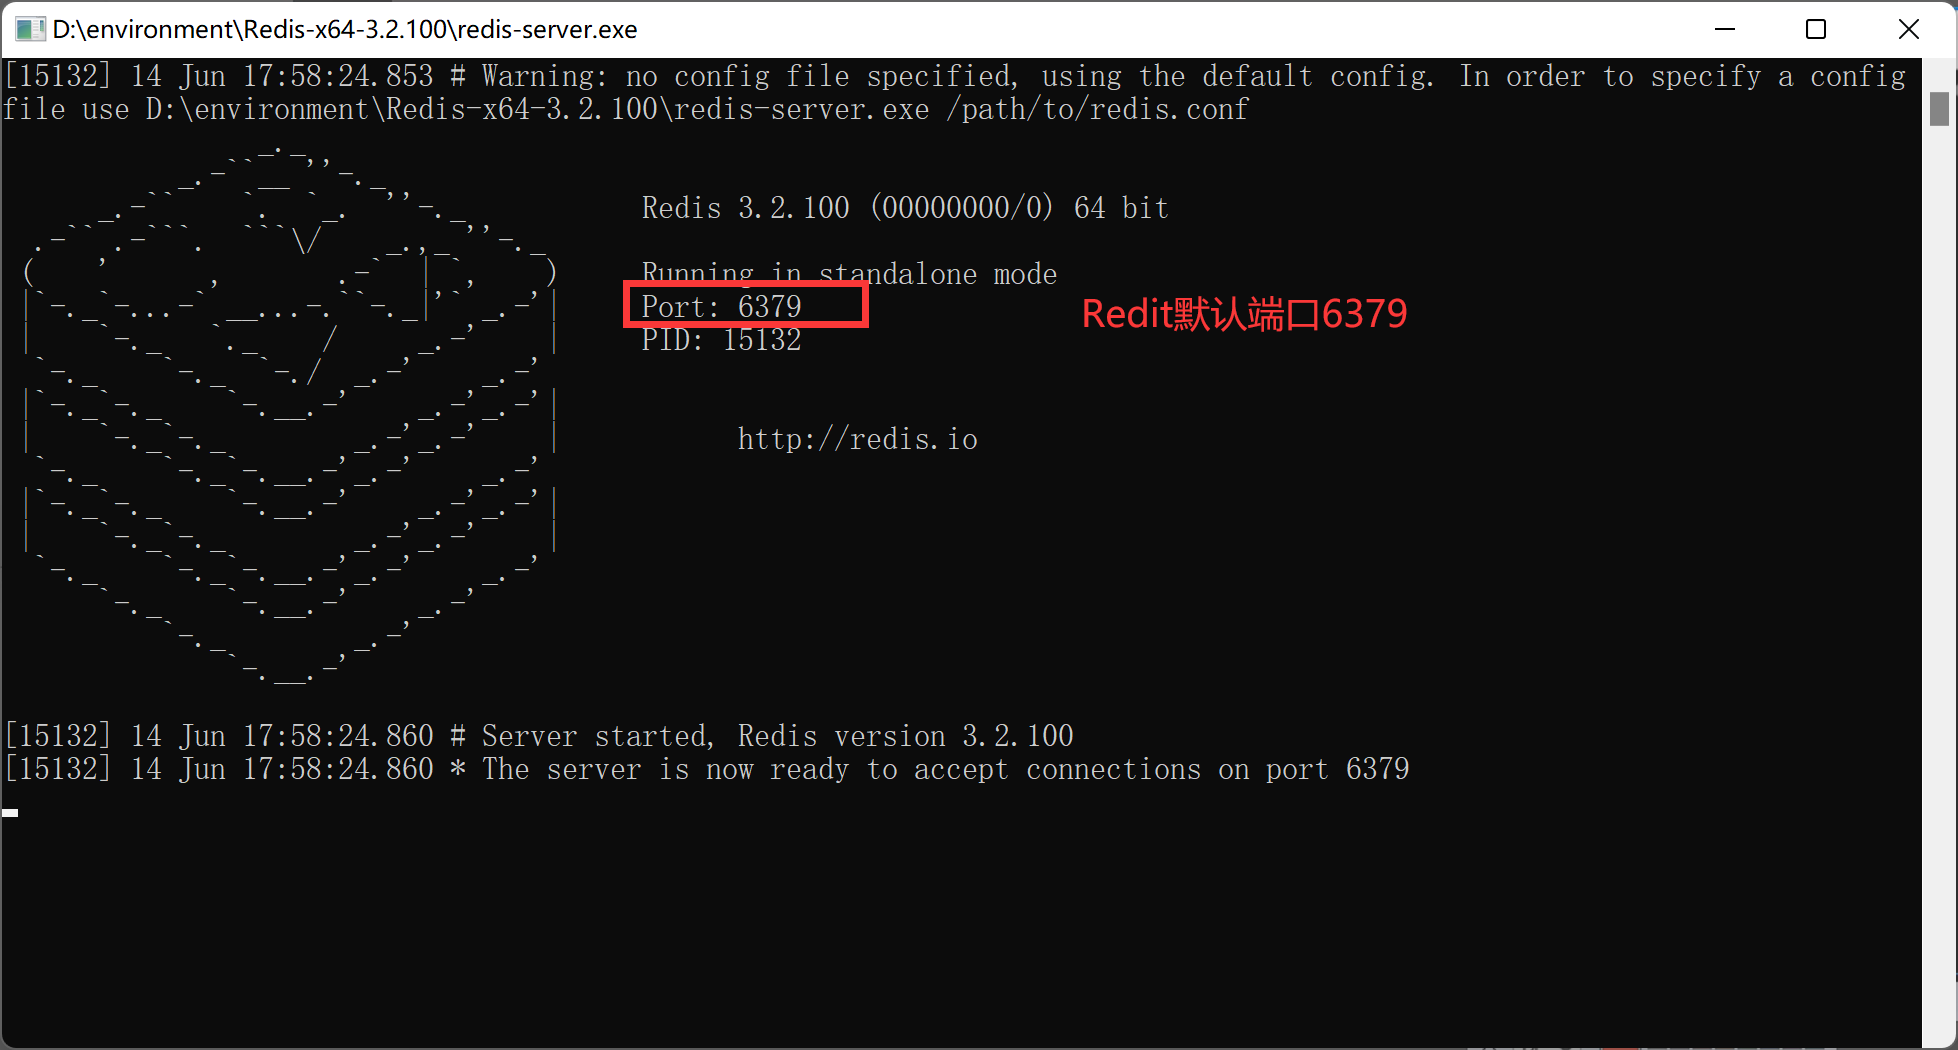 D:\environment\Redis-x64-3.2.100\redis-server.exe
[15132] 14 Jun 17:58:24.853 # Warning: no config file specified, using the default config. In order to specify a config
file use D:\environment\Redis-x64-3.2.100\redis-server.exe /path/to/redis.conf
Redis 3.2.100 (00000000/0) 64 bit
Running in standalone mode
Port: 6379
Redit默认端口6379
PID: 15132
http://redis.io
[15132] 14 Jun 17:58:24.860 # Server started, Redis version 3.2.100
[15132] 14 Jun 17:58:24.860 * The server is now ready to accept connections on port 6379